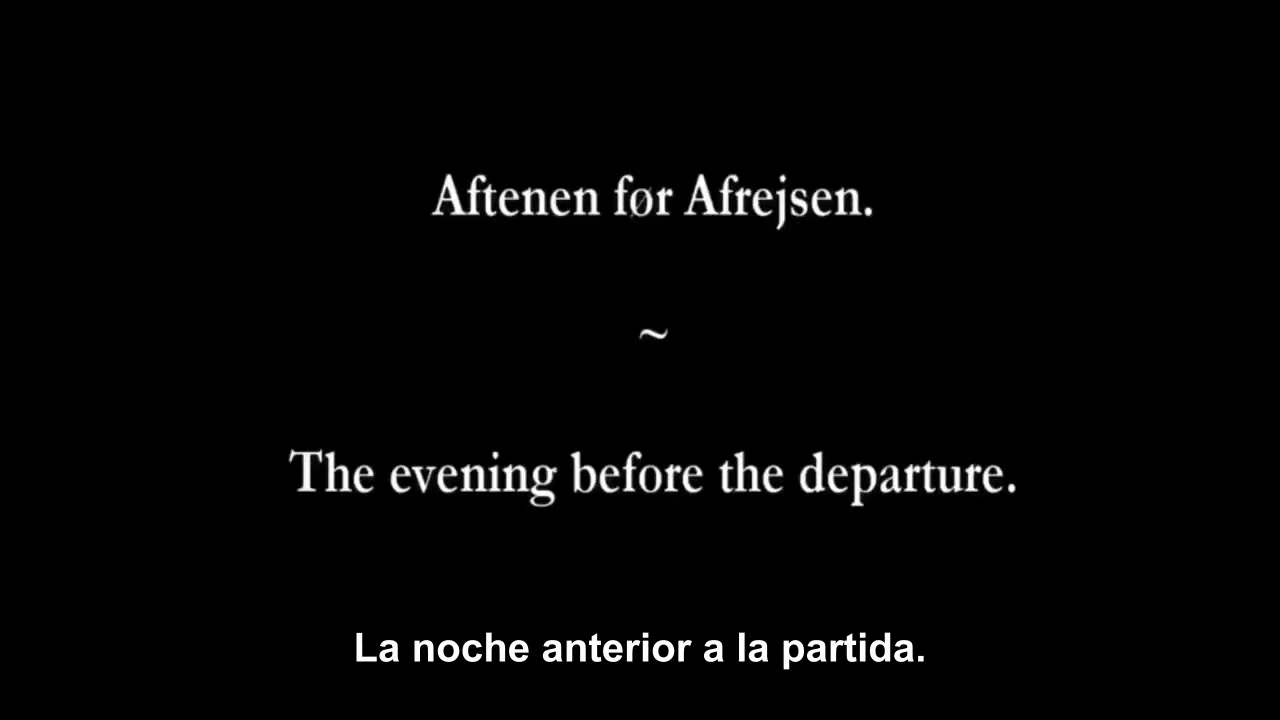 Aftenen før Afrejsen.
~
The evening before the departure.
La noche anterior a la partida.